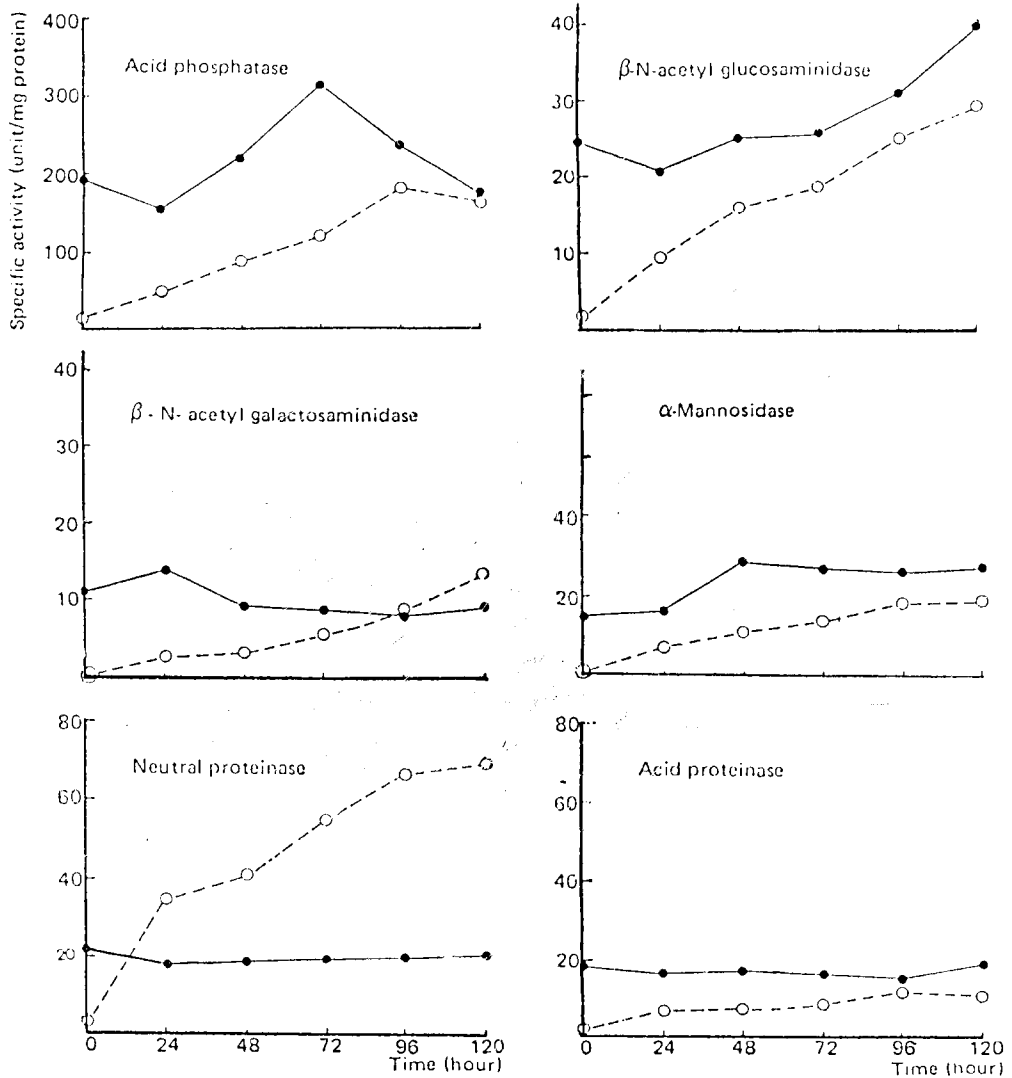 Specific activity (unit/mg protein)
400
300
200
100
Acid phosphatase
40
30
20
10
β-N-acetyl glucosaminidase
40
30
20
10
β - N- acetyl galactosaminidase
40
20
α-Mannosidase
80
60
40
20
Neutral proteinase
0 24 48 72 96 120
Time (hour)
80
60
40
20
Acid proteinase
0 24 48 72 96 120
Time (hour)